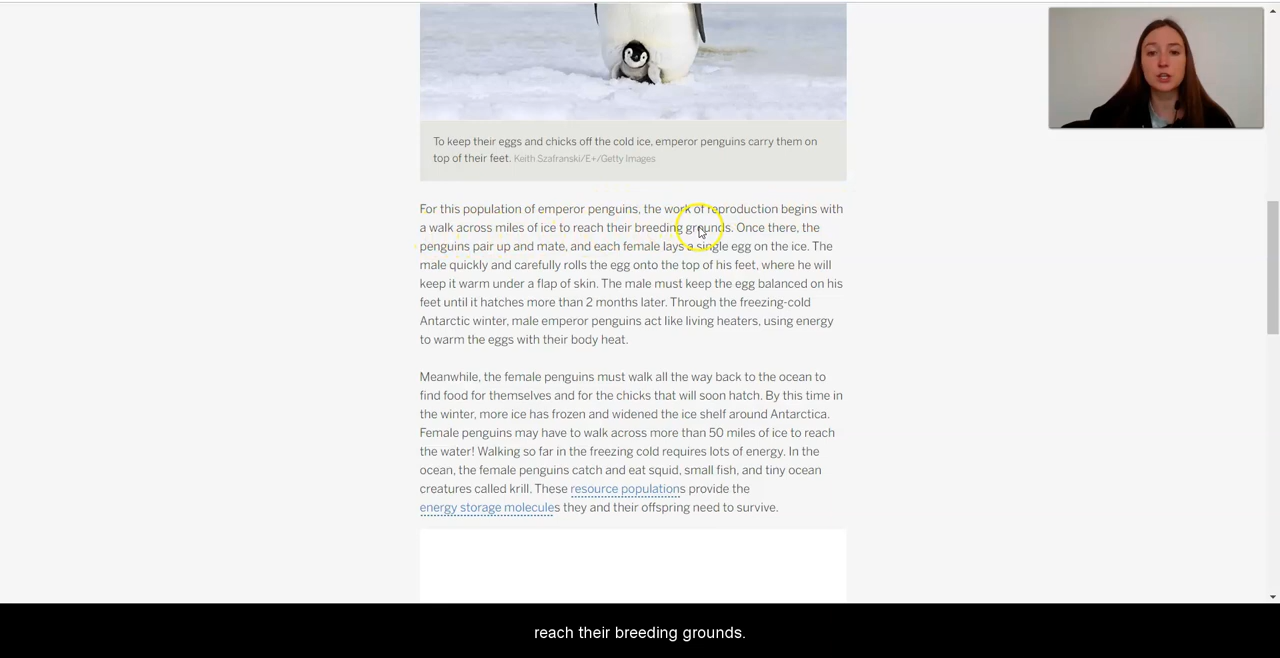 To keep their eggs and chicks off the cold ice, emperor penguins carry them on
top of their feet. Keith Szafranski/E+/Getty Images
For this population of emperor penguins, the work of reproduction begins with
a walk across miles of ice to reach their breeding grounds. Once there, the
penguins pair up and mate, and each female lays a single egg on the ice. The
male quickly and carefully rolls the egg onto the top of his feet, where he will
keep it warm under a flap of skin. The male must keep the egg balanced on his
feet until it hatches more than 2 months later. Through the freezing-cold
Antarctic winter, male emperor penguins act like living heaters, using energy
to warm the eggs with their body heat.
Meanwhile, the female penguins must walk all the way back to the ocean to
find food for themselves and for the chicks that will soon hatch. By this time in
the winter, more ice has frozen and widened the ice shelf around Antarctica.
Female penguins may have to walk across more than 50 miles of ice to reach
the water! Walking so far in the freezing cold requires lots of energy. In the
ocean, the female penguins catch and eat squid, small fish, and tiny ocean
creatures called krill. These resource populations provide the
energy storage molecules they and their offspring need to survive.
reach their breeding grounds.